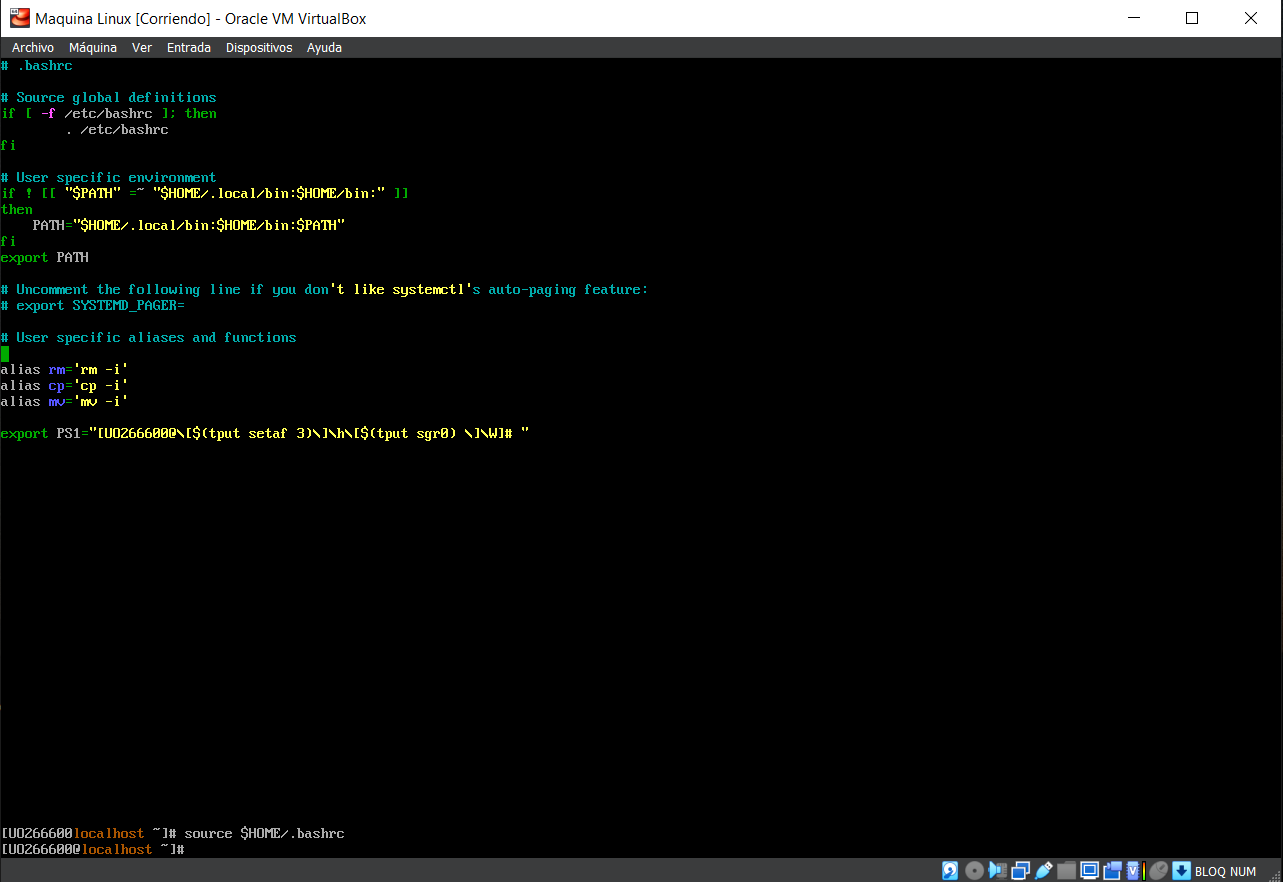 Maquina Linux [Corriendo] - Oracle VM VirtualBox
Archivo Máquina Ver Entrada Dispositivos Ayuda
# .bashrc
# Source global definitions
if [ -f /etc/bashrc ]; then
        . /etc/bashrc
fi
# User specific environment
if ! [[ "$PATH" =~ "$HOME/.local/bin:$HOME/bin:" ]]
then
    PATH="$HOME/.local/bin:$HOME/bin:$PATH"
fi
export PATH
# Uncomment the following line if you don't like systemctl's auto-paging feature:
# export SYSTEMD_PAGER=
# User specific aliases and functions
alias rm='rm -i'
alias cp='cp -i'
alias mv='mv -i'
export PS1="[UO266600@\[$(tput setaf 3)\]\h\[$(tput sgr0) \]\W]# "
[UO266600localhost ~]# source $HOME/.bashrc
[UO266600@localhost ~]#
BLOQ NUM